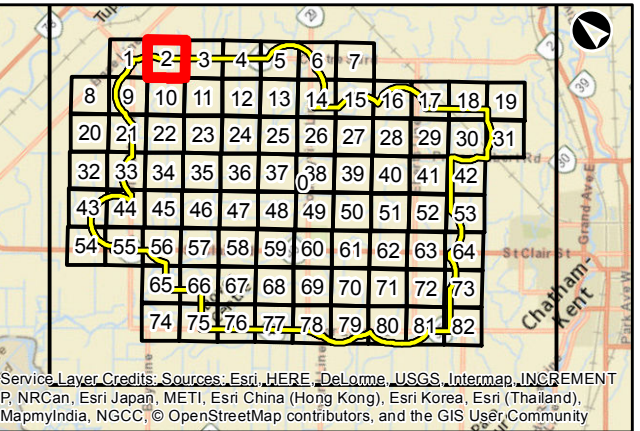 Tup
1 2 3 4 5 6 7
8 9 10 11 12 13 14 15 16 17 18 19
20 21 22 23 24 25 26 27 28 29 30 31
Rd
32 33 34 35 36 37 38 39 40 41 42
0
43 44 45 46 47 48 49 50 51 52 53
54 55 56 57 58 59 60 61 62 63 64
St Clair St
65 66 67 68 69 70 71 72 73
74 75 76 77 78 79 80 81 82
Grand Ave E
Chatham-
Kent
Park Ave W
Service Layer Credits: Sources: Esri, HERE, DeLorme, USGS, Intermap, INCREMENT
P, NRCan, Esri Japan, METI, Esri China (Hong Kong), Esri Korea, Esri (Thailand),
MapmyIndia, NGCC, © OpenStreetMap contributors, and the GIS User Community